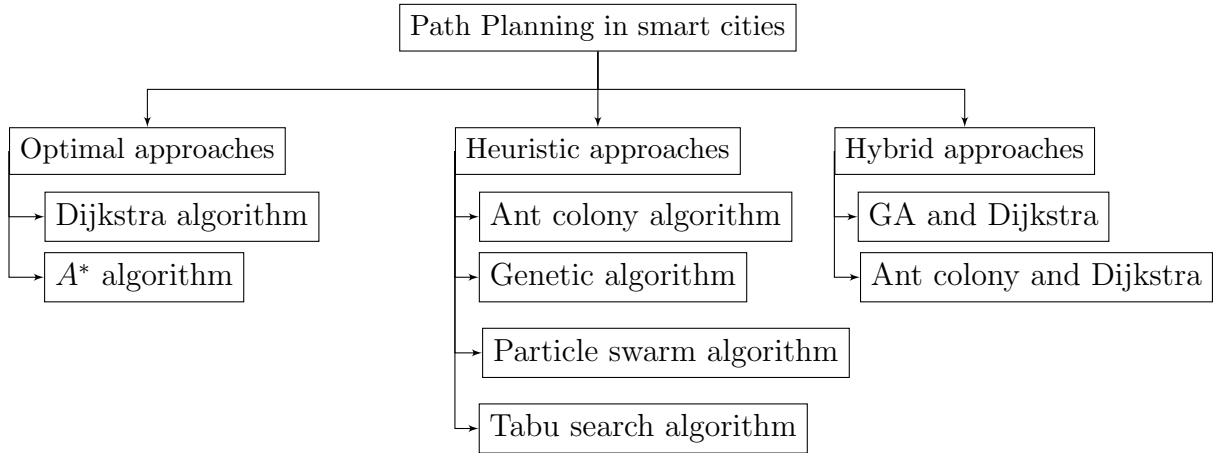 Path Planning in smart cities
Optimal approaches
Heuristic approaches
Hybrid approaches
Dijkstra algorithm
A* algorithm
Ant colony algorithm
Genetic algorithm
Particle swarm algorithm
Tabu search algorithm
GA and Dijkstra
Ant colony and Dijkstra